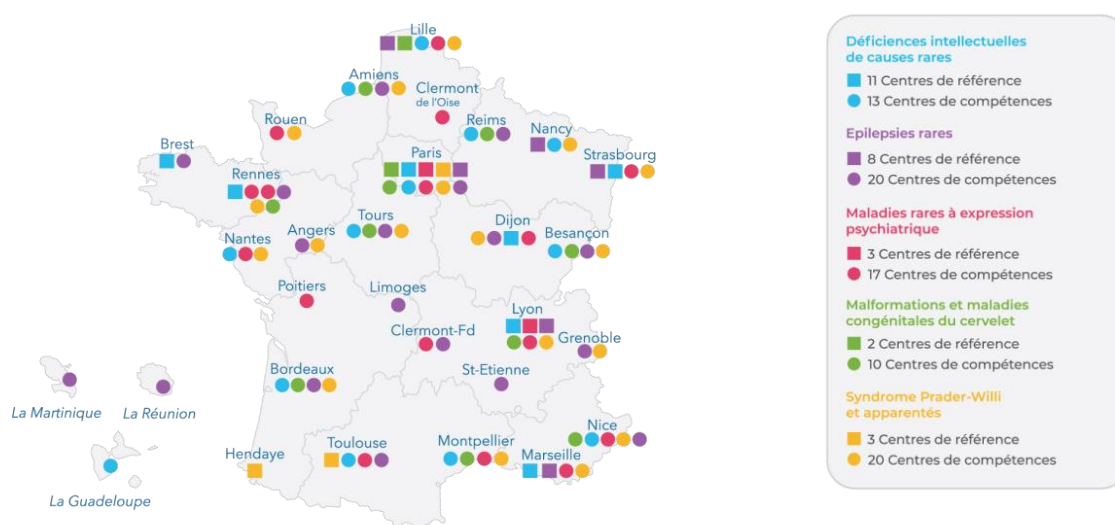 Lille
Amiens
Clermont
de l'Oise
Rouen
Reims
Nancy
Brest
Paris
Strasbourg
Rennes
Tours
Dijon
Angers
Besançon
Nantes
Poitiers
Limoges
Lyon
Clermont-Fd
Grenoble
Bordeaux
St-Etienne
La Martinique
La Réunion
Nice
Hendaye
Toulouse
Montpellier
Marseille
La Guadeloupe
Déficiences intellectuelles
de causes rares
11 Centres de référence
13 Centres de compétences
Epilepsies rares
8 Centres de référence
20 Centres de compétences
Maladies rares à expression
psychiatrique
3 Centres de référence
17 Centres de compétences
Malformations et maladies
congénitales du cervelet
2 Centres de référence
10 Centres de compétences
Syndrome Prader-Willi
et apparentés
3 Centres de référence
20 Centres de compétences